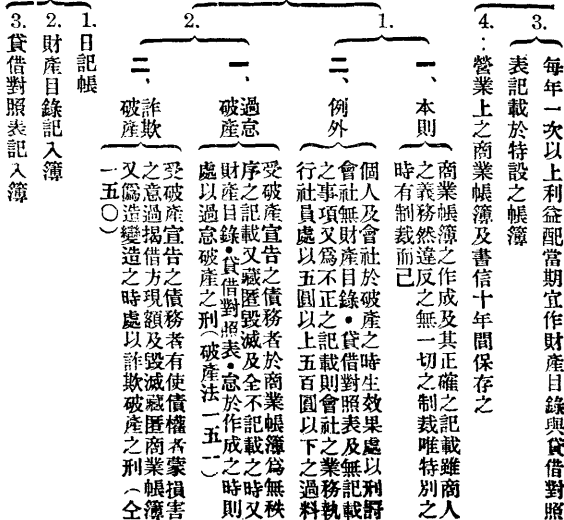 3. 每年一次以上利益配當期宜作財產目錄與貸借對照
表記載於特設之帳簿
4. ：營業上之商業帳簿及書信十年間保存之
1.
一、本則
商業帳簿之作成及其正確之記載雖商人
之義務然違反之無一切之制裁唯特別之
時有制裁而已
二、例外
個人及會社於破產之時生效果處以刑罸
會社無財產目錄●貸借對照表及無記載
之事項又爲不正之記載則會社之業務執
行社員處以五圓以上五百圓以下之過料
2.
一、過怠
破產
受破產宣告之債務者於商業帳簿爲無秩
序之記載又藏匿毀滅及全不記載之時又
財產目錄●貸借對照表●怠於作成之時則
處以過怠破產之刑（破產法一五一）
二、詐欺
破產
受破產宣告之債務者有使債權者蒙損害
之意過揭借方現額及毀滅藏匿商業帳簿
又僞造變造之時處以詐欺破產之刑（仝
一五〇）
1. 日記帳
2. 財產目錄記入簿
3. 貸借對照表記入簿